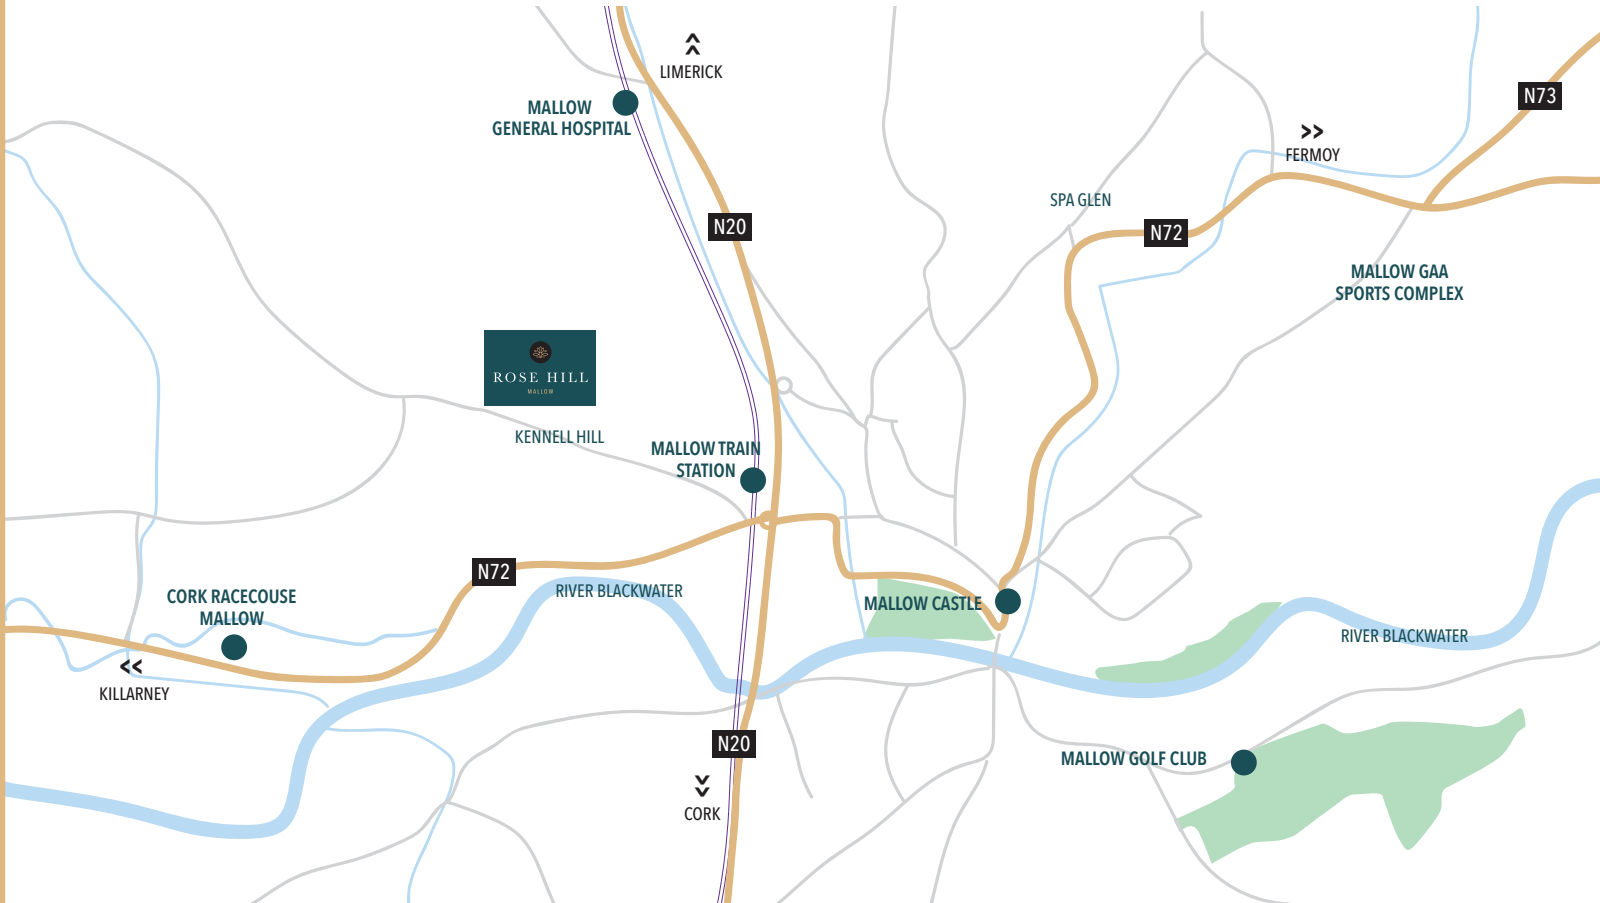 LIMERICK
MALLOW
GENERAL HOSPITAL
N73
FERMOY
SPA GLEN
N20
N72
MALLOW GAA
SPORTS COMPLEX
ROSE HILL
MALLOW
KENNELL HILL
MALLOW TRAIN
STATION
N72
RIVER BLACKWATER
CORK RACECOUSE
MALLOW
MALLOW CASTLE
RIVER BLACKWATER
KILLARNEY
N20
MALLOW GOLF CLUB
CORK